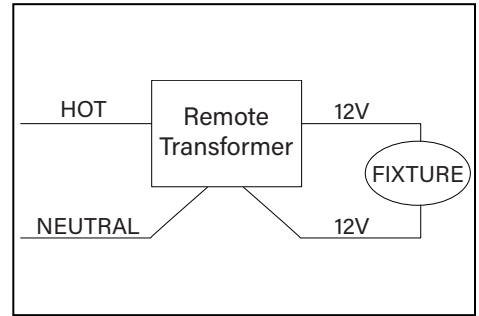 HOT
Remote
Transformer
12V
FIXTURE
NEUTRAL
12V